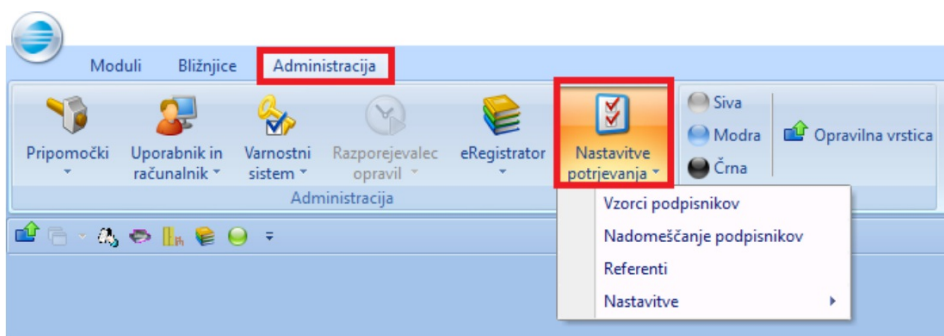 Moduli Bližnjice Administracija
Pripomočki
Uporabnik in
računalnik
Varnostni
sistem
Razporejevalec
opravil
eRegistrator
Nastavitve
potrjevanja
Siva
Modra
Črna
Opravilna vrstica
Administracija
Vzorci podpisnikov
Nadomeščanje podpisnikov
Referenti
Nastavitve